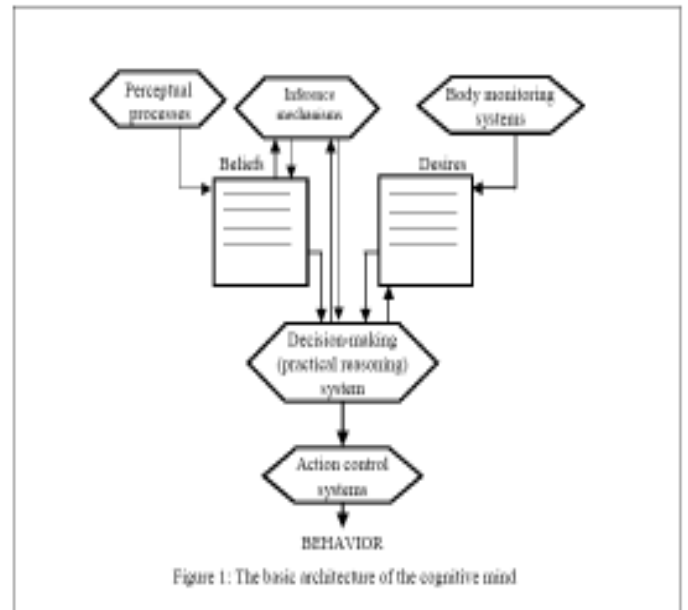 Perceptual
processes
Inference
mechanisms
Body monitoring
systems
Beliefs
Desires
Decision-making
(practical reasoning)
system
Action control
systems
BEHAVIOR
Figure 1: The basic architecture of the cognitive mind